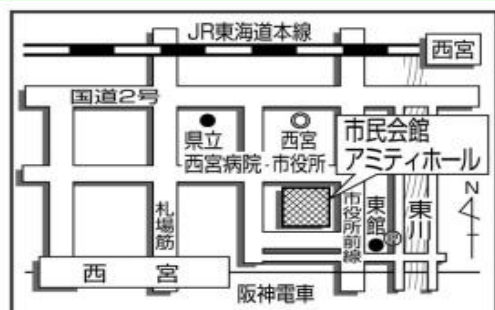 JR東海道本線
西宮
国道2号
県立
西宮病院
西宮
市役所
市民会館
アミティホール
N
札場筋
市役所前線
東館
東川
西宮
阪神電車